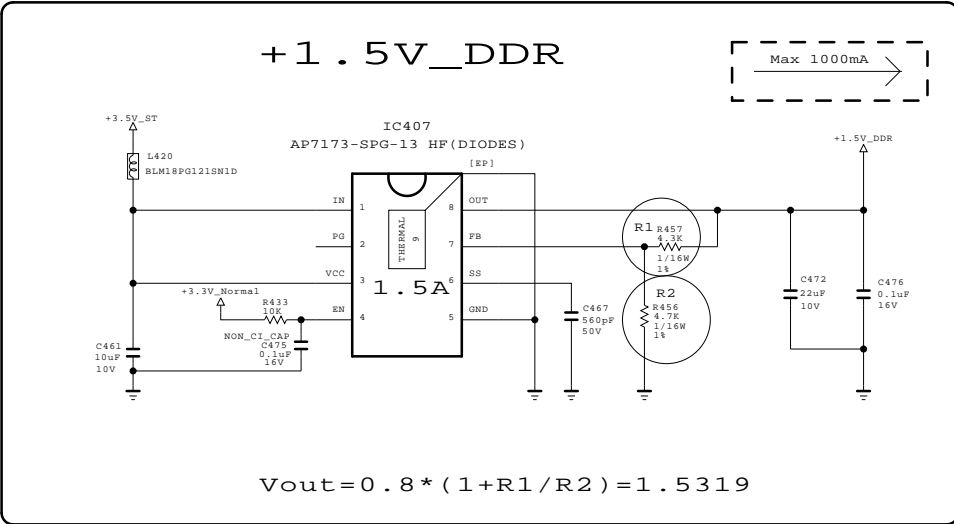 +1.5V_DDR
Max 1000mA
+3.5V_ST
L420
BLM18PG121SN1D
IC407
AP7173-SPG-13 HF(DIODES)
[EP]
+1.5V_DDR
IN
1
PG
2
VCC
3
EN
4
THERMAL
9
1.5A
8
OUT
7
FB
6
SS
5
GND
+3.3V_Normal
R433
10K
NON_CI_CAP
C475
0.1uF
16V
C461
10uF
10V
C467
560pF
50V
R1
R457
4.3K
1/16W
1%
R2
R456
4.7K
1/16W
1%
C472
22uF
10V
C476
0.1uF
16V
Vout=0.8*(1+R1/R2)=1.5319